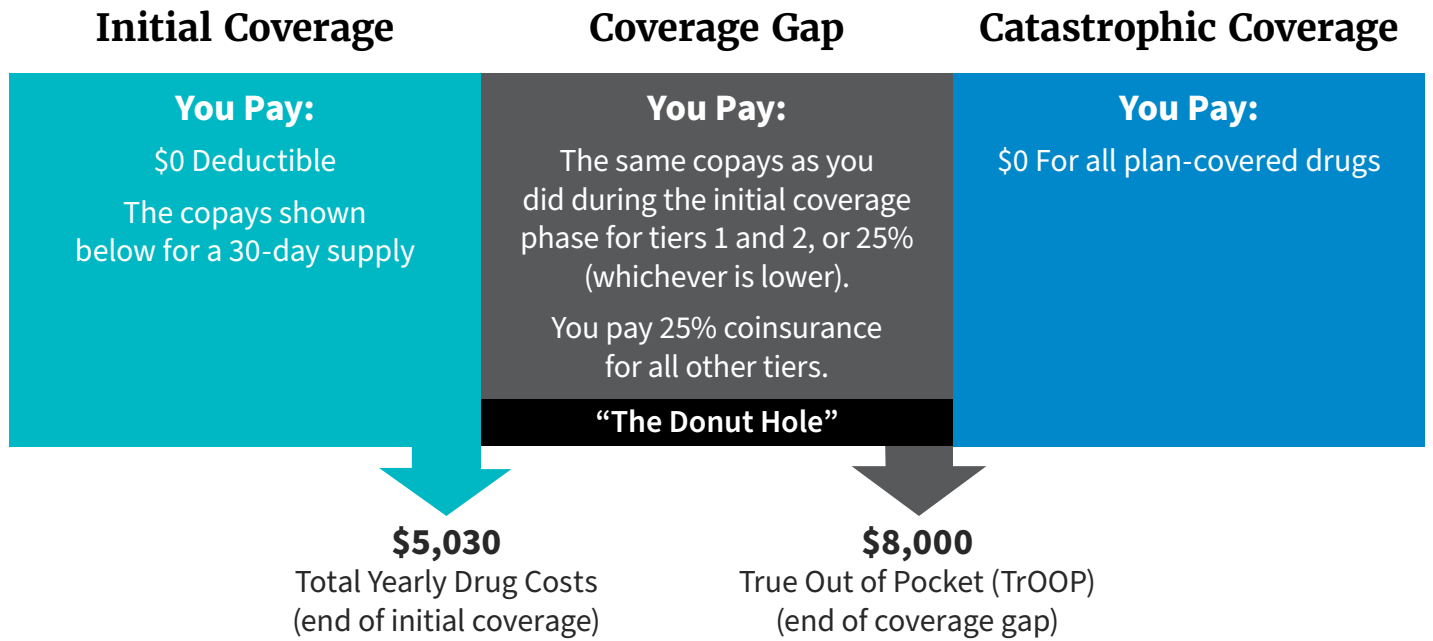 Initial Coverage
Coverage Gap
Catastrophic Coverage
You Pay:
$0 Deductible
The copays shown
below for a 30-day supply
You Pay:
The same copays as you
did during the initial coverage
phase for tiers 1 and 2, or 25%
(whichever is lower).
You pay 25% coinsurance
for all other tiers.
“The Donut Hole”
You Pay:
$0 For all plan-covered drugs
$5,030
Total Yearly Drug Costs
(end of initial coverage)
$8,000
True Out of Pocket (TrOOP)
(end of coverage gap)